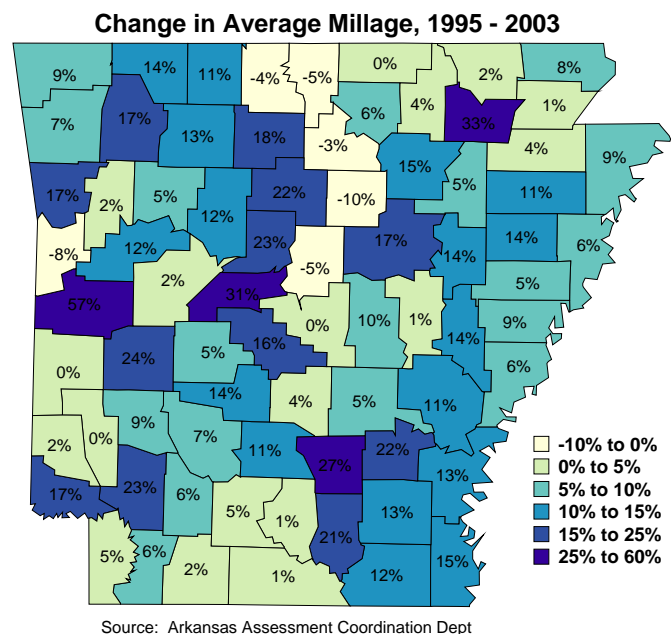 Change in Average Millage, 1995 - 2003
0%
9% 14% 11% -4% -5% 2% 8%
7% 17% 13% 18% -3% 6% 4% 33% 1%
4%
17% 2% 5% 12% 22% -10% 15% 5% 11% 9%
-8% 12% 2% 23% -5% 17% 14% 14% 6%
57% 31% 0% 10% 1% 14% 5%
9%
0% 24% 5% 16% 6%
14% 4% 5% 11%
2% 0% 9% 7% 11% 27% 22% 13%
17% 23% 6% 5% 1% 21% 13%
5% 6% 2% 1% 12% 15%
-10% to 0%
0% to 5%
5% to 10%
10% to 15%
15% to 25%
25% to 60%
Source: Arkansas Assessment Coordination Dept